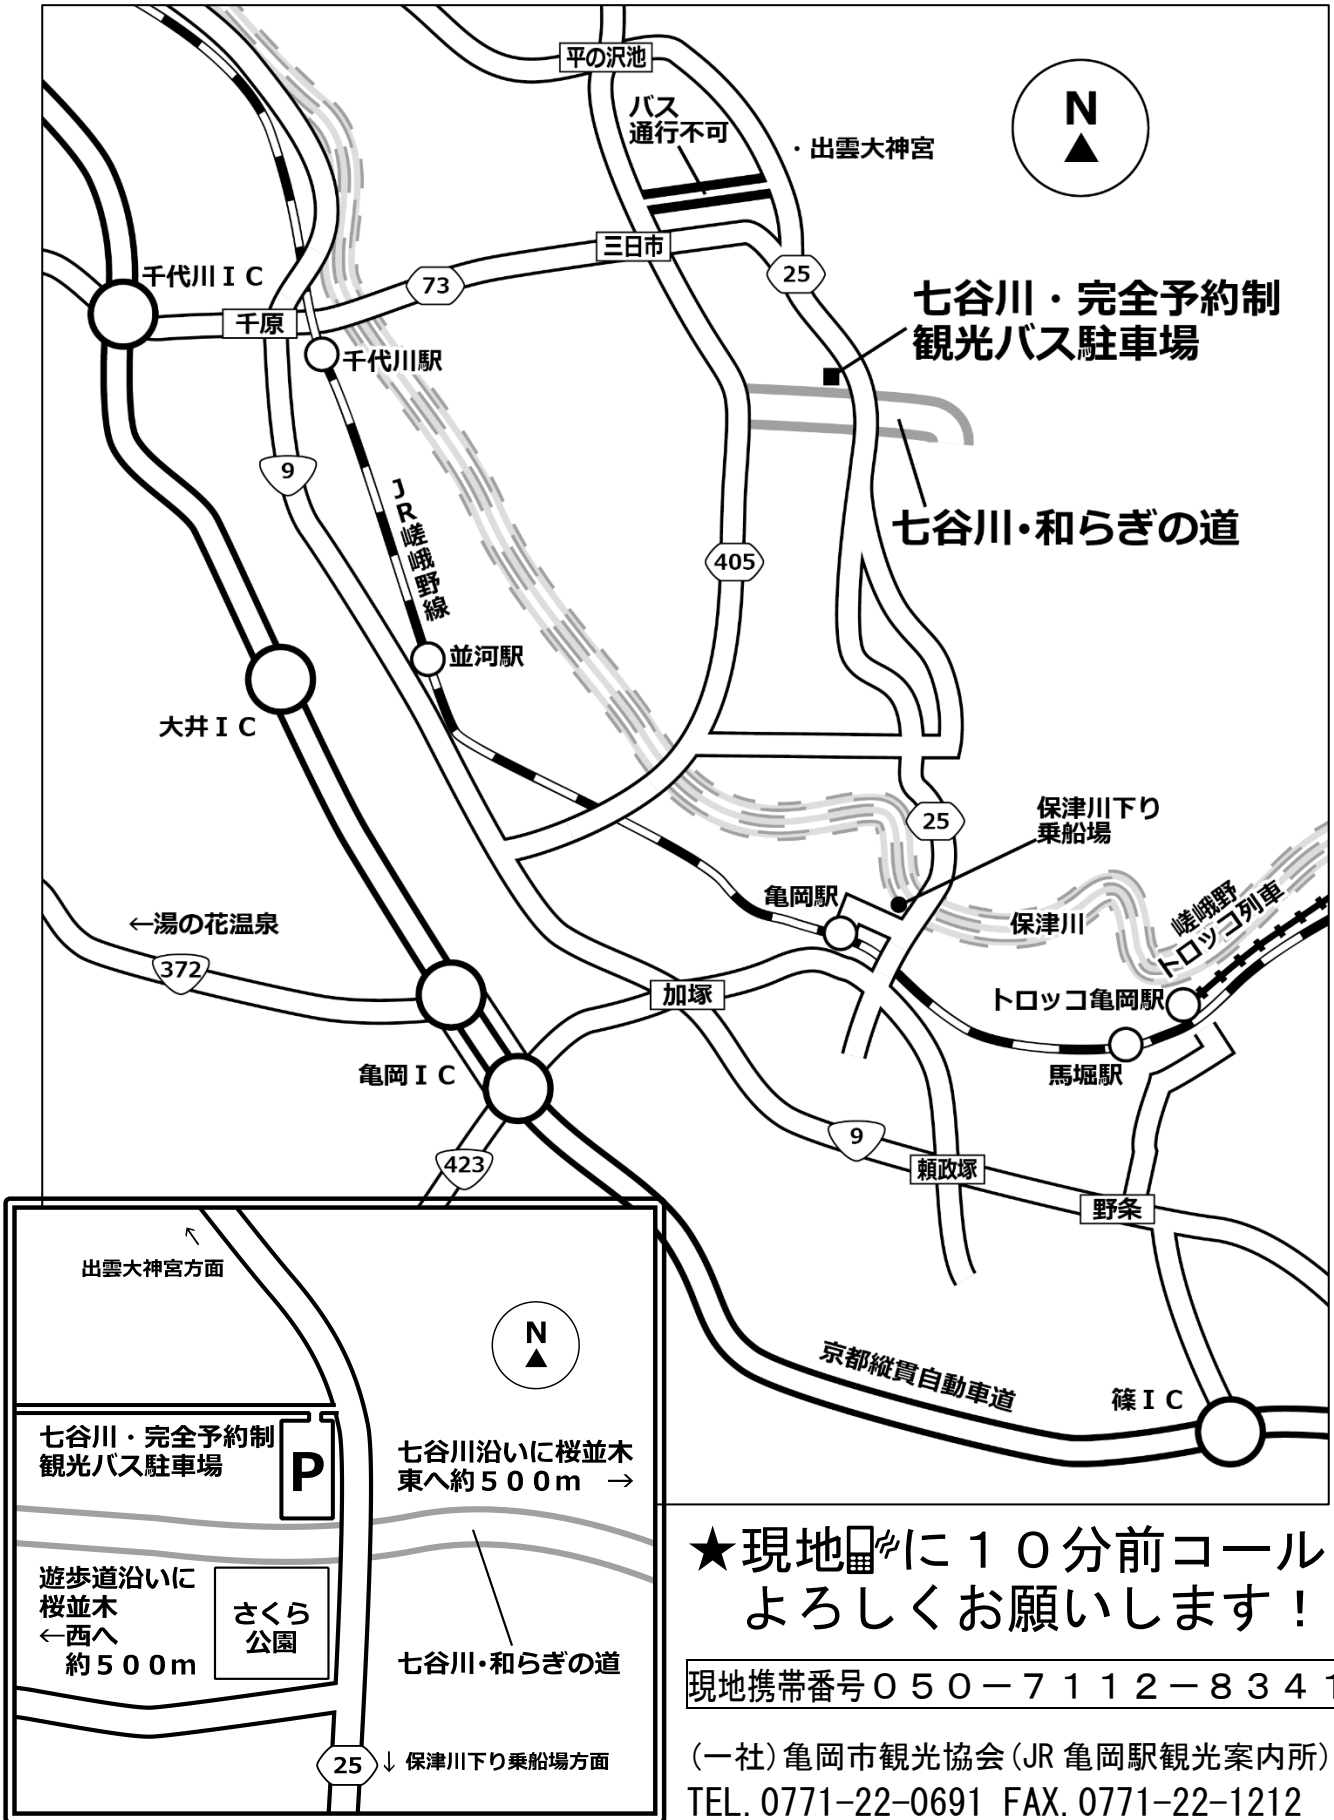 平の沢池
バス
通行不可
・出雲大神宮
N
三日市
25
73
千代川ＩＣ
千原
千代川駅
七谷川・完全予約制
観光バス駐車場
9
ＪＲ嵯峨野線
405
七谷川・和らぎの道
並河駅
大井ＩＣ
25
保津川下り
乗船場
亀岡駅
保津川
嵯峨野
トロッコ列車
←湯の花温泉
372
加塚
トロッコ亀岡駅
馬堀駅
亀岡ＩＣ
423
9
頼政塚
野条
京都縦貫自動車道
篠ＩＣ
↑
出雲大神宮方面
N
七谷川・完全予約制
観光バス駐車場
P
七谷川沿いに桜並木
東へ約５００ｍ　→
遊歩道沿いに
桜並木
←西へ
約５００ｍ
さくら
公園
七谷川・和らぎの道
25
↓ 保津川下り乗船場方面
★現地に１０分前コール
よろしくお願いします！
現地携帯番号０５０－７１１２－８３４１
(一社)亀岡市観光協会(JR 亀岡駅観光案内所)
TEL.0771-22-0691 FAX.0771-22-1212